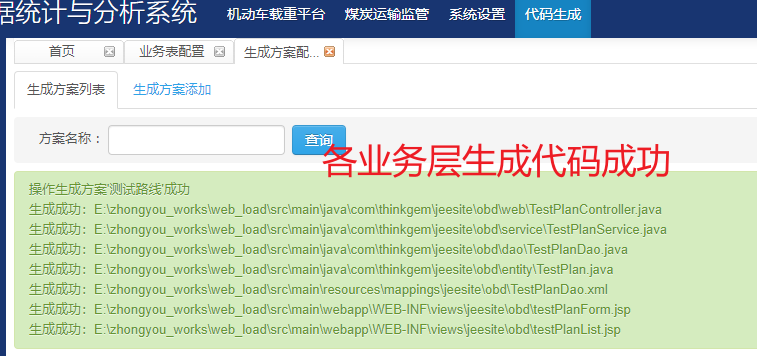 据统计与分析系统
机动车载重平台 煤炭运输监管 系统设置 代码生成
首页 业务表配置 生成方案配...
生成方案列表 生成方案添加
方案名称： 查询
各业务层生成代码成功
操作生成方案'测试路线'成功
生成成功：E:\zhongyou_works\web_load\src\main\java\com\thinkgem\jeesite\obd\web\TestPlanController.java
生成成功：E:\zhongyou_works\web_load\src\main\java\com\thinkgem\jeesite\obd\service\TestPlanService.java
生成成功：E:\zhongyou_works\web_load\src\main\java\com\thinkgem\jeesite\obd\dao\TestPlanDao.java
生成成功：E:\zhongyou_works\web_load\src\main\java\com\thinkgem\jeesite\obd\entity\TestPlan.java
生成成功：E:\zhongyou_works\web_load\src\main\resources\mappings\jeesite\obd\TestPlanDao.xml
生成成功：E:\zhongyou_works\web_load\src\main\webapp\WEB-INF\views\jeesite\obd\testPlanForm.jsp
生成成功：E:\zhongyou_works\web_load\src\main\webapp\WEB-INF\views\jeesite\obd\testPlanList.jsp